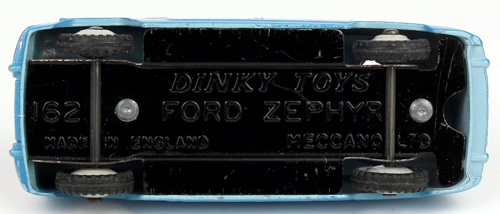 DINKY TOYS
162 FORD ZEPHYR
MADE IN ENGLAND MECCANO LTD